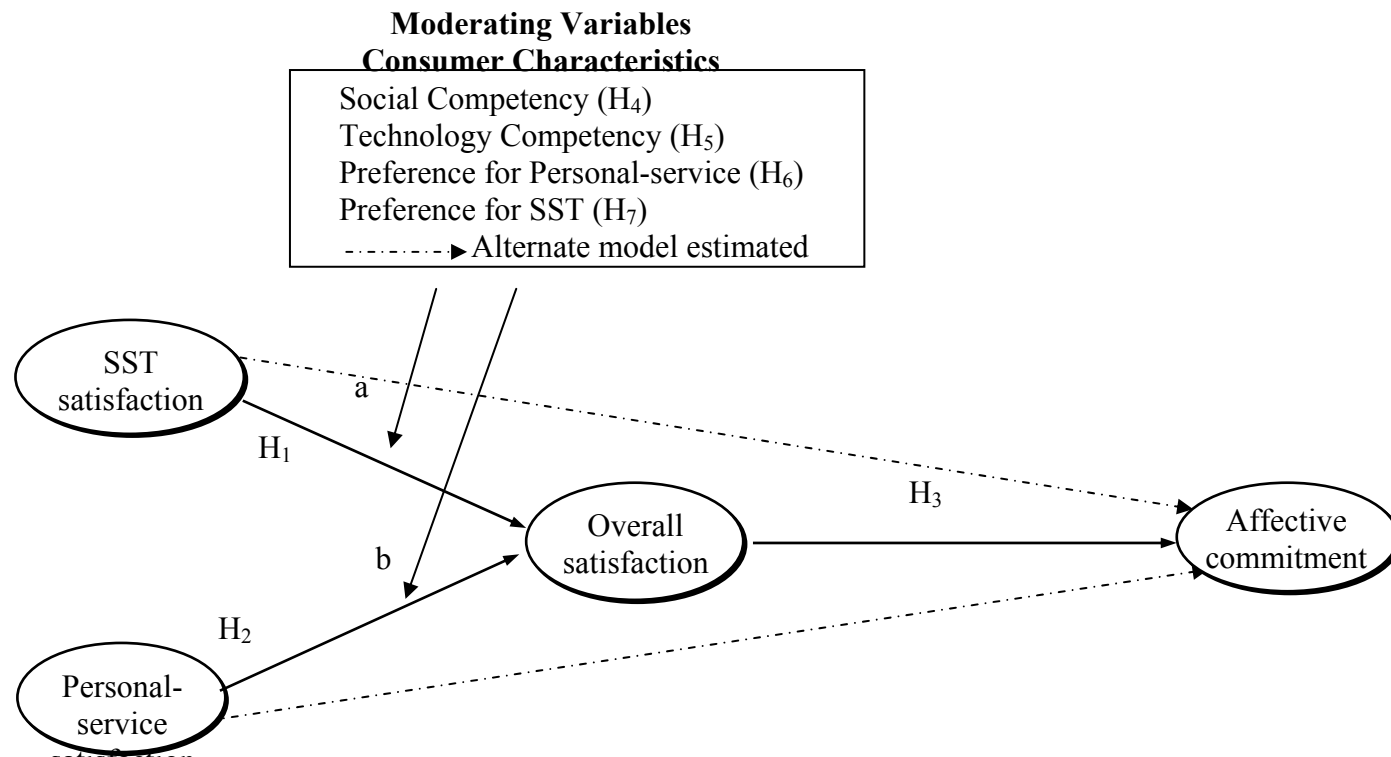 Moderating Variables
Consumer Characteristics
Social Competency (H₄)
Technology Competency (H₅)
Preference for Personal-service (H₆)
Preference for SST (H₇)
Alternate model estimated
SST
satisfaction
a
H₁
H₃
Overall
satisfaction
Affective
commitment
b
H₂
Personal-
service
satisfaction